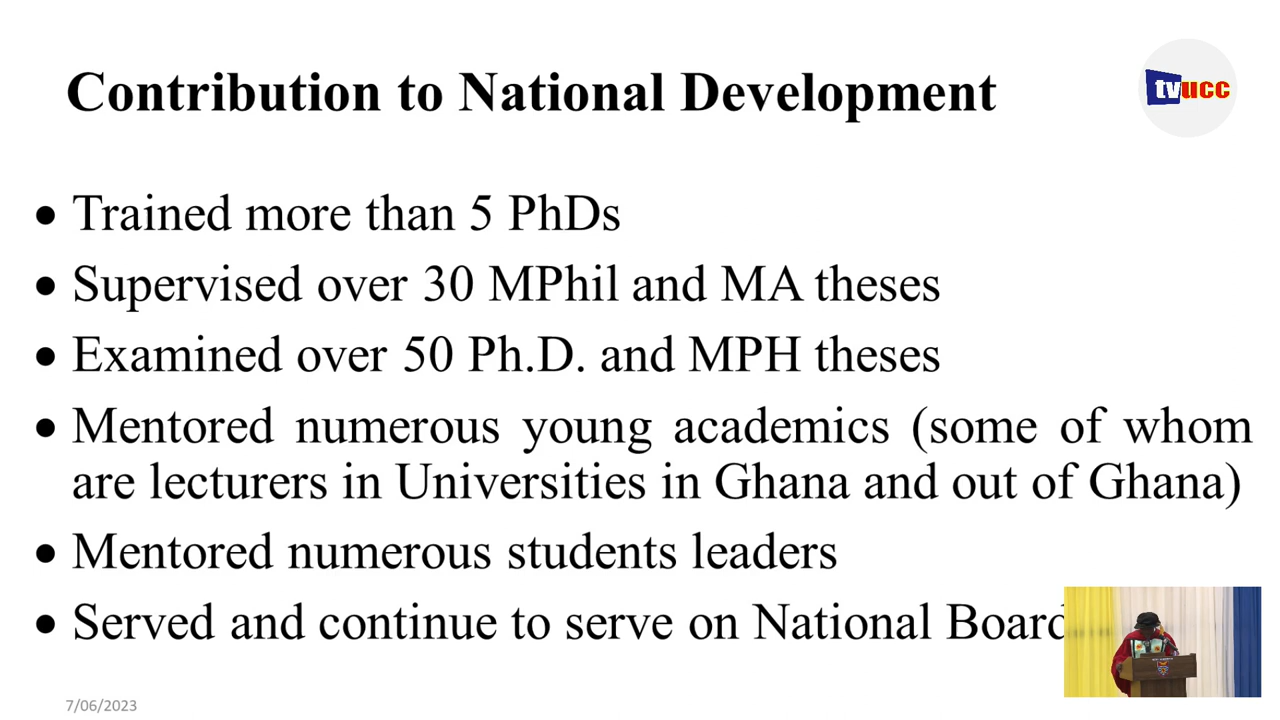 Contribution to National Development
tvucc
• Trained more than 5 PhDs
• Supervised over 30 MPhil and MA theses
• Examined over 50 Ph.D. and MPH theses
• Mentored numerous young academics (some of whom
are lecturers in Universities in Ghana and out of Ghana)
• Mentored numerous students leaders
• Served and continue to serve on National Board
7/06/2023